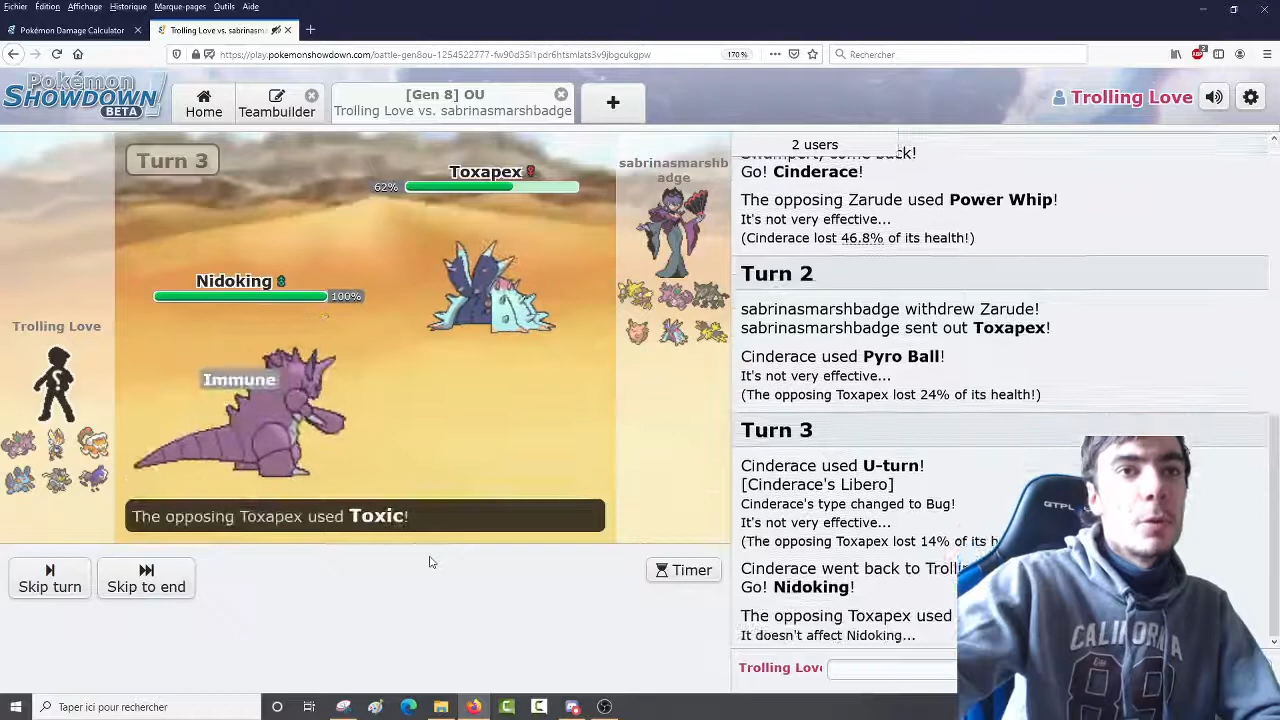 Fichier Édition Affichage Historique Marque-pages Outils Aide
Pokémon Damage Calculator
Trolling Love vs. sabrinasmarsh
https://play.pokemonshowdown.com/battle-gen8ou-1254522777-fw90d35l1pdr6htsmlats3v9jbgcukgpw
170%
Rechercher
Pokémon
SHOWDOWN
BETA
Home
Teambuilder
[Gen 8] OU
Trolling Love vs. sabrinasmarshbadge
Trolling Love
Turn 3
Toxapex
62%
sabrinasmarshb
adge
Nidoking
100%
Immune
Trolling Love
The opposing Toxapex used Toxic!
Skip turn
Skip to end
Timer
2 users
come back!
Go! Cinderace!
The opposing Zarude used Power Whip!
It's not very effective...
(Cinderace lost 46.8% of its health!)
Turn 2
sabrinasmarshbadge withdrew Zarude!
sabrinasmarshbadge sent out Toxapex!
Cinderace used Pyro Ball!
It's not very effective...
(The opposing Toxapex lost 24% of its health!)
Turn 3
Cinderace used U-turn!
[Cinderace's Libero]
Cinderace's type changed to Bug!
It's not very effective...
(The opposing Toxapex lost 14% of its h
Cinderace went back to Trollin
Go! Nidoking!
The opposing Toxapex used
It doesn't affect Nidoking...
Trolling Love
GTPL
CALIFORNIA
89
Taper ici pour rechercher